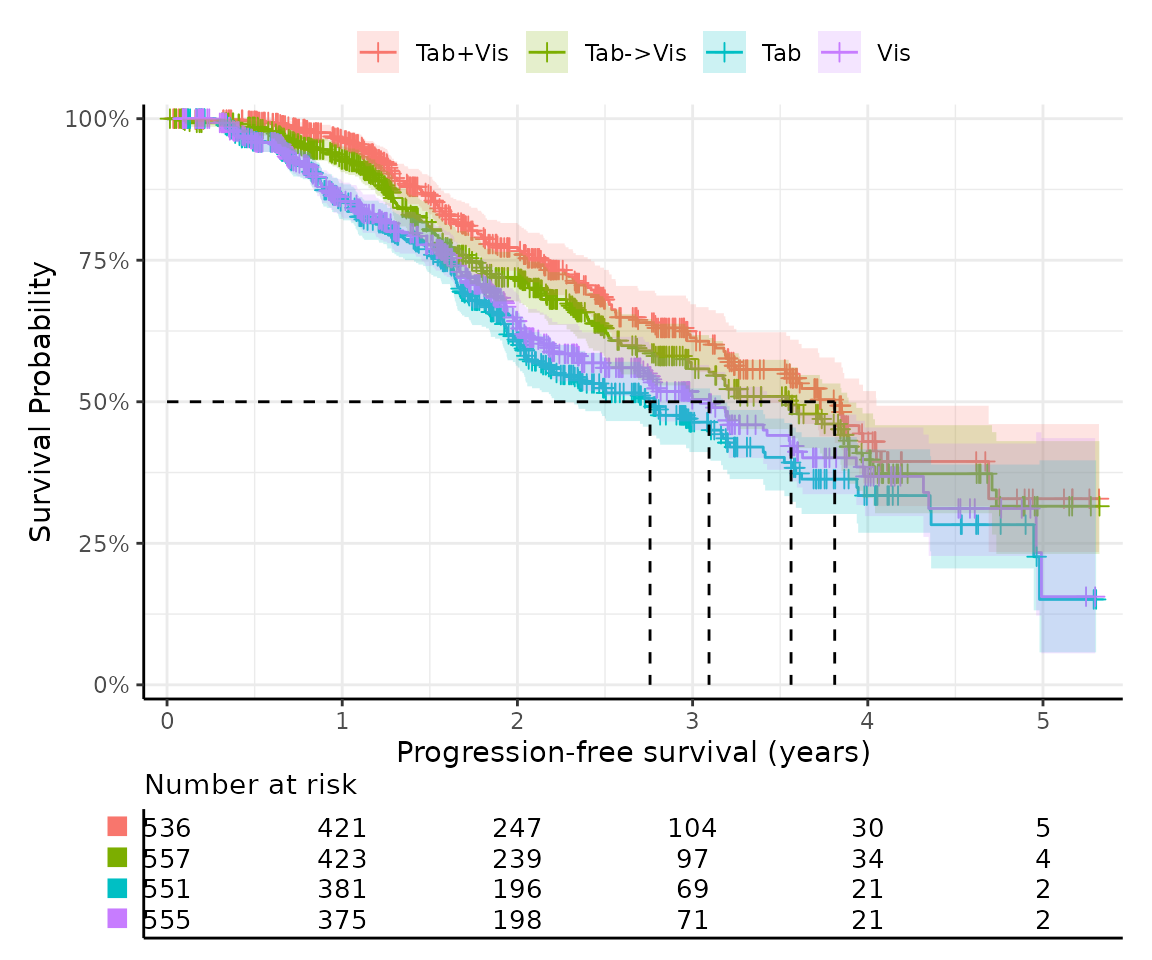 Tab+Vis Tab->Vis Tab Vis
100%
75%
50%
25%
0%
Survival Probability
0 1 2 3 4 5
Progression-free survival (years)
Number at risk
536 421 247 104 30 5
557 423 239 97 34 4
551 381 196 69 21 2
555 375 198 71 21 2